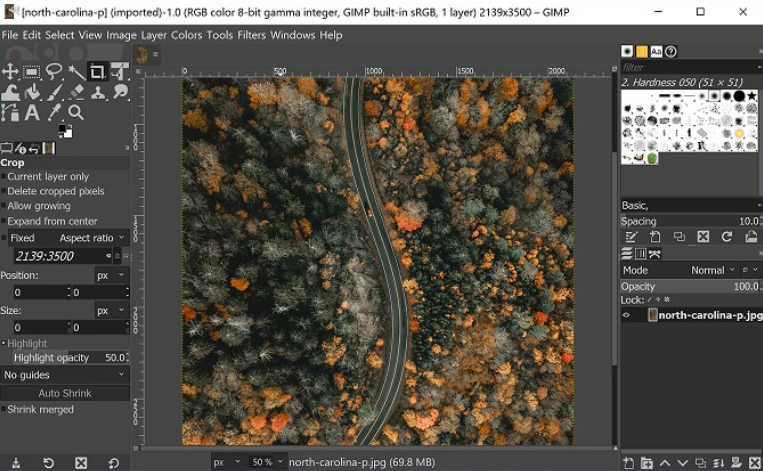 [north-carolina-p] (imported)-1.0 (RGB color 8-bit gamma integer, GIMP built-in sRGB, 1 layer) 2139x3500 – GIMP
File Edit Select View Image Layer Colors Tools Filters Windows Help
0 500 1000 1500 2000
filter
2. Hardness 050 (51 × 51)
Aa
A
Crop
Current layer only
Delete cropped pixels
Allow growing
Expand from center
Fixed Aspect ratio
2139:3500
Position: px
0 0
Size: px
0 0
Highlight
Highlight opacity 50.0
No guides
Auto Shrink
Shrink merged
Basic,
Spacing 10.0
Mode Normal
Opacity 100.0
Lock:
north-carolina-p.jpg
px 50 % north-carolina-p.jpg (69.8 MB)